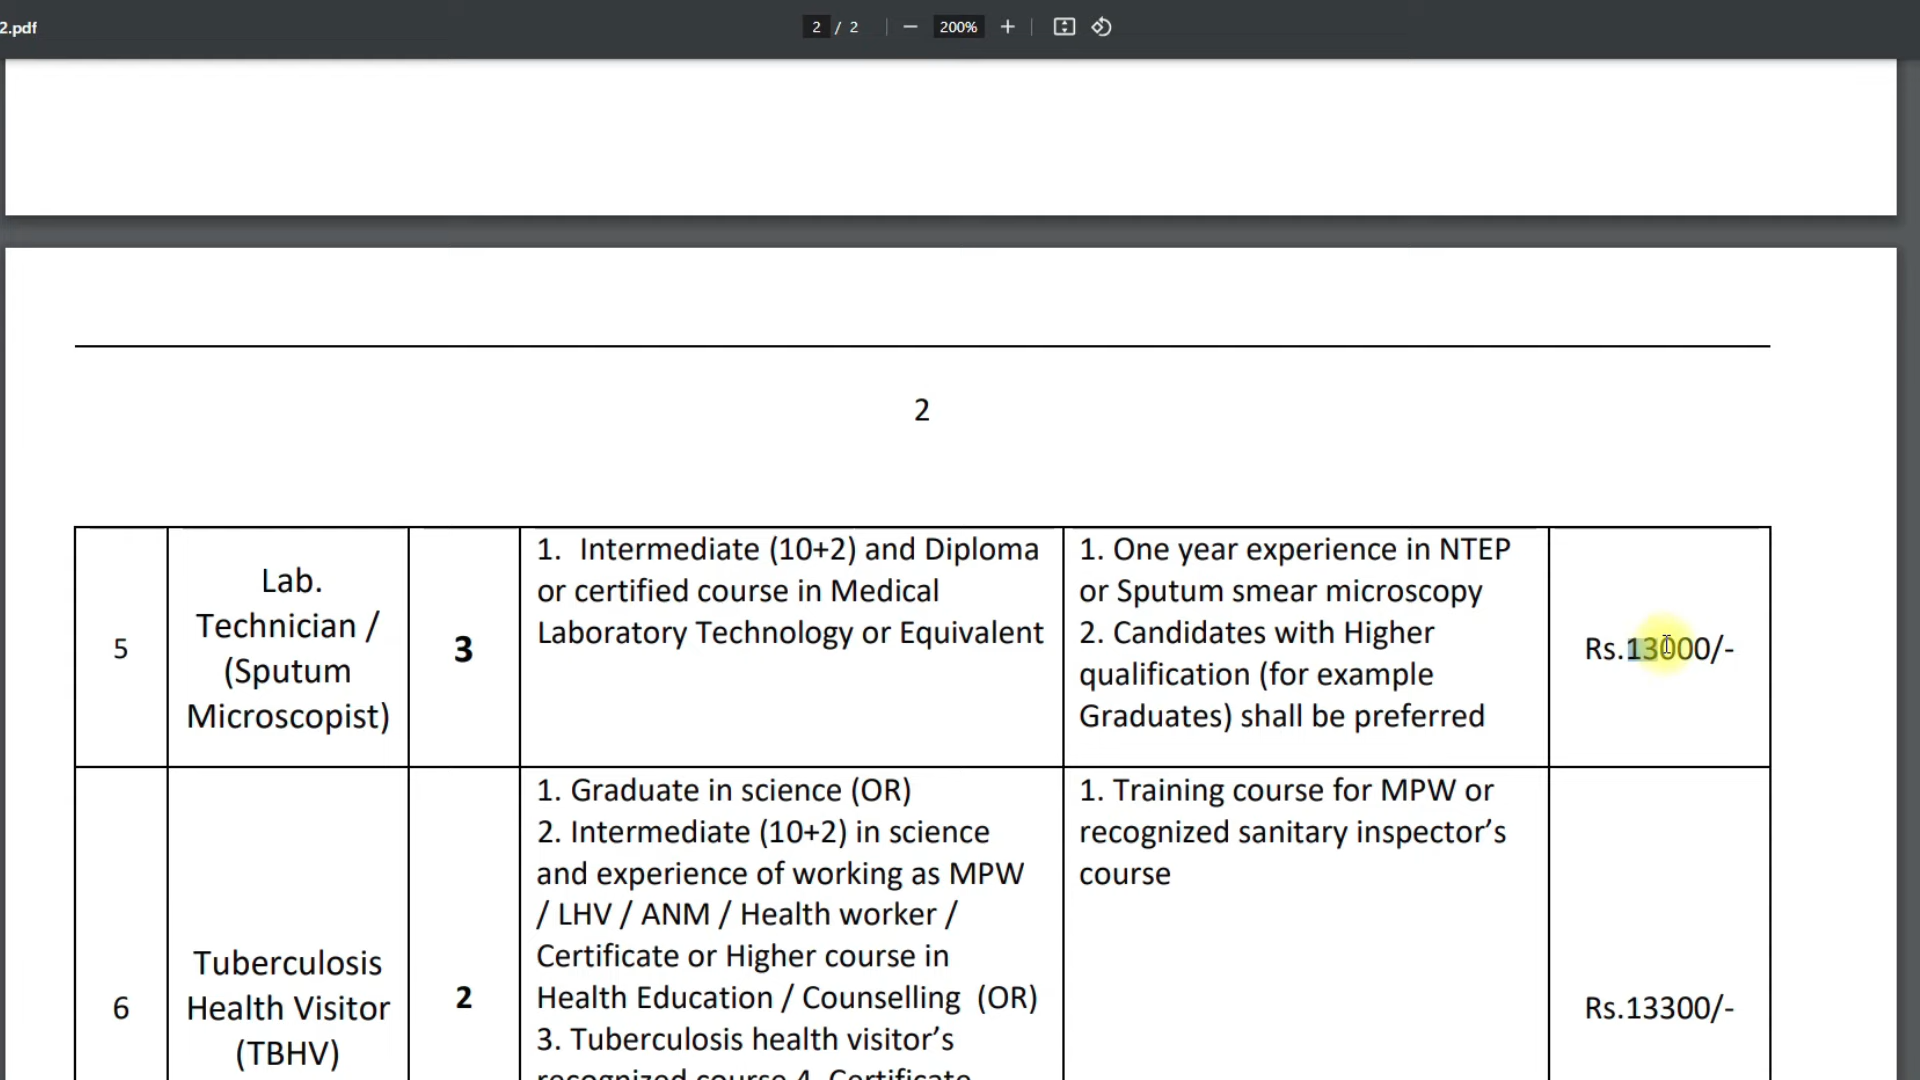 2.pdf
2 / 2
200%
2
5
Lab.
Technician /
(Sputum
Microscopist)
3
1. Intermediate (10+2) and Diploma
or certified course in Medical
Laboratory Technology or Equivalent
1. One year experience in NTEP
or Sputum smear microscopy
2. Candidates with Higher
qualification (for example
Graduates) shall be preferred
Rs.13000/-
6
Tuberculosis
Health Visitor
(TBHV)
2
1. Graduate in science (OR)
2. Intermediate (10+2) in science
and experience of working as MPW
/ LHV / ANM / Health worker /
Certificate or Higher course in
Health Education / Counselling (OR)
3. Tuberculosis health visitor’s
recognized course 4. Certificate
1. Training course for MPW or
recognized sanitary inspector’s
course
Rs.13300/-